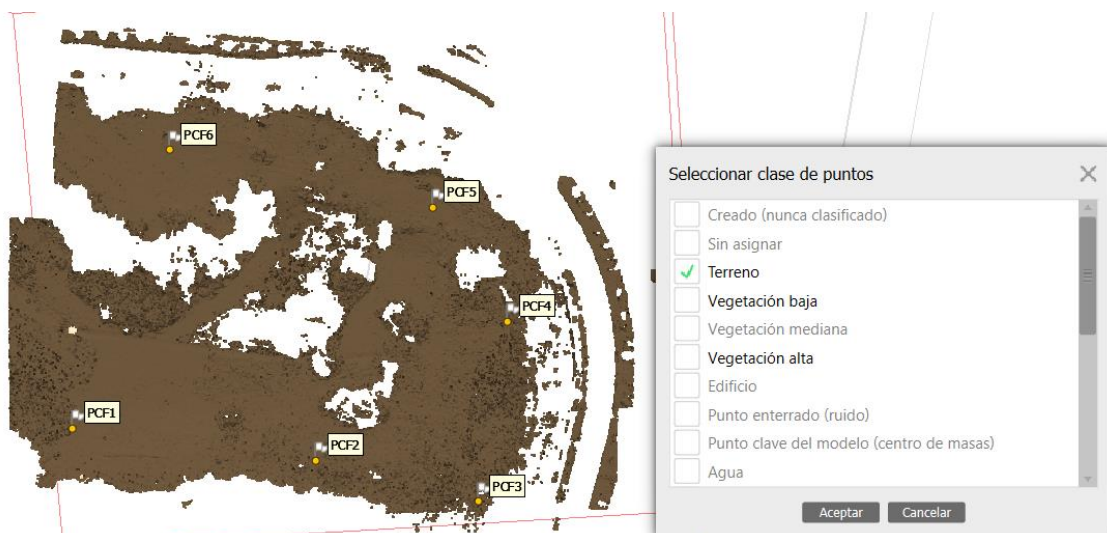 PCF6
PCF5
PCF4
PCF1
PCF2
PCF3
Seleccionar clase de puntos
Creado (nunca clasificado)
Sin asignar
Terreno
Vegetación baja
Vegetación mediana
Vegetación alta
Edificio
Punto enterrado (ruido)
Punto clave del modelo (centro de masas)
Agua
Aceptar
Cancelar